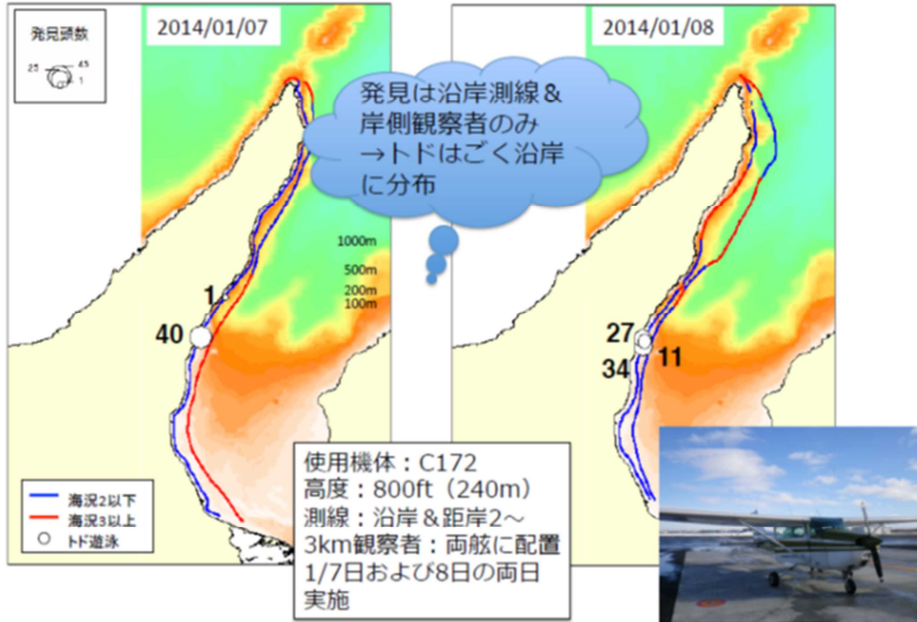 発見頭数
25
45
1
2014/01/07
2014/01/08
発見は沿岸測線&
岸側観察者のみ
→トドはごく沿岸
に分布
1000m
500m
200m
100m
1
40
27
11
34
海況2以下
海況3以上
トド遊泳
使用機体：C172
高度：800ft（240m）
測線：沿岸&距岸2～
3km観察者：両舷に配置
1/7日および8日の両日
実施